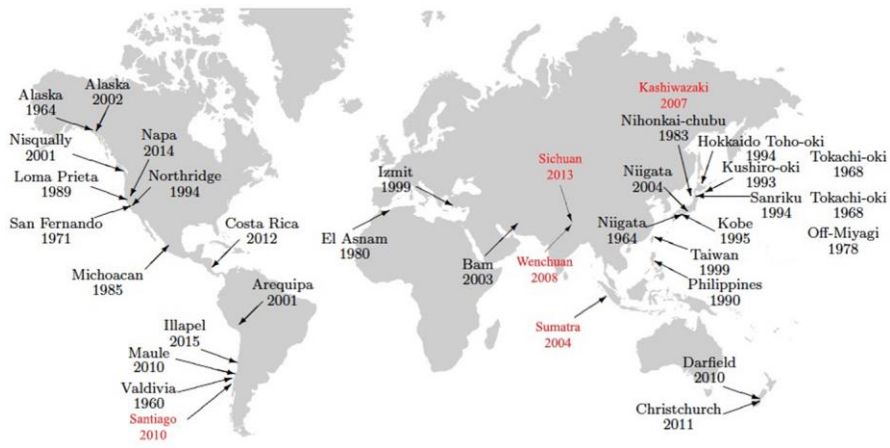 Alaska
1964
Alaska
2002
Nisqually
2001
Napa
2014
Loma Prieta
1989
Northridge
1994
San Fernando
1971
Costa Rica
2012
Michoacan
1985
Arequipa
2001
Illapel
2015
Maule
2010
Valdivia
1960
Santiago
2010
Izmit
1999
El Asnam
1980
Bam
2003
Sichuan
2013
Wenchuan
2008
Sumatra
2004
Kashiwazaki
2007
Nihonkai-chubu
1983
Hokkaido Toho-oki
1994
Kushiro-oki
1993
Tokachi-oki
1968
Niigata
2004
Sanriku
1994
Tokachi-oki
1968
Niigata
1964
Kobe
1995
Off-Miyagi
1978
Taiwan
1999
Philippines
1990
Darfield
2010
Christchurch
2011